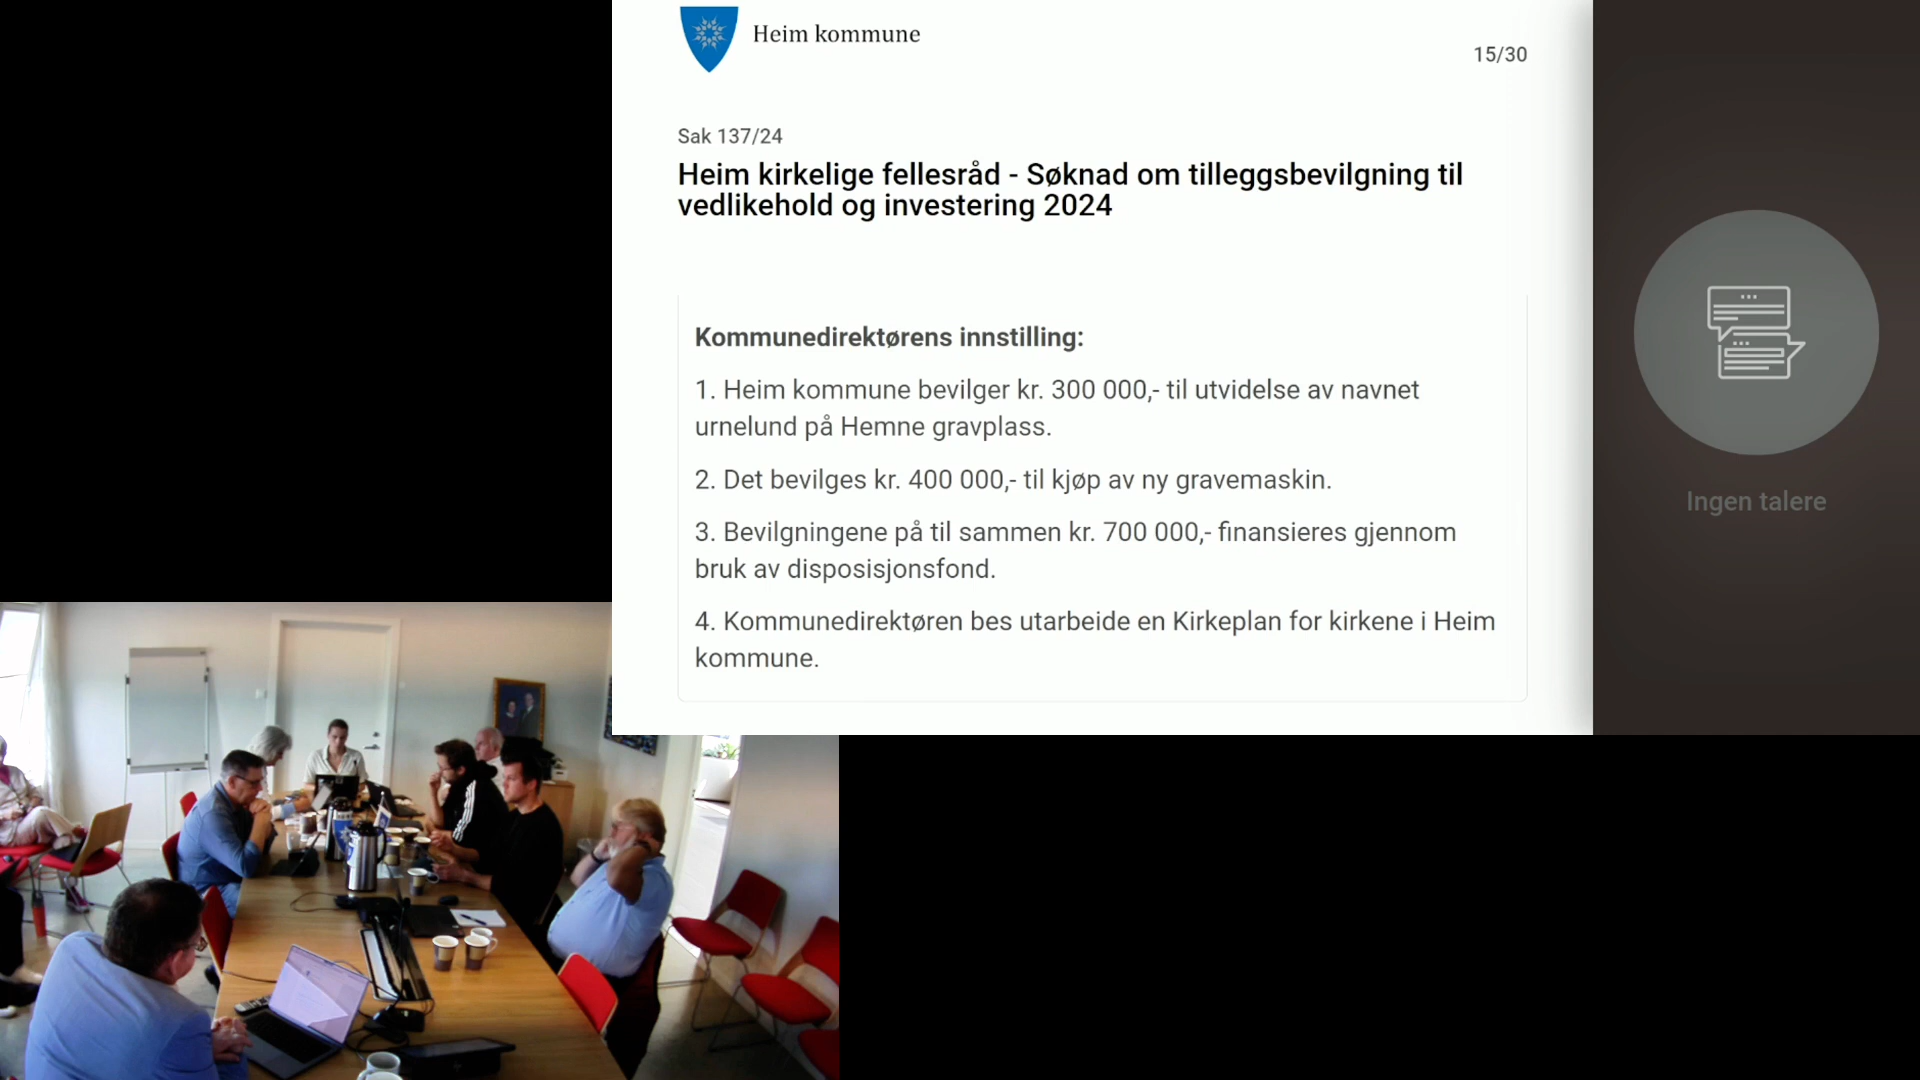 Heim kommune
15/30
Sak 137/24
Heim kirkelige fellesråd - Søknad om tilleggsbevilgning til
vedlikehold og investering 2024
Kommunedirektørens innstilling:
1. Heim kommune bevilger kr. 300 000,- til utvidelse av navnet
urnelund på Hemne gravplass.
2. Det bevilges kr. 400 000,- til kjøp av ny gravemaskin.
3. Bevilgningene på til sammen kr. 700 000,- finansieres gjennom
bruk av disposisjonsfond.
4. Kommunedirektøren bes utarbeide en Kirkeplan for kirkene i Heim
kommune.
Ingen talere